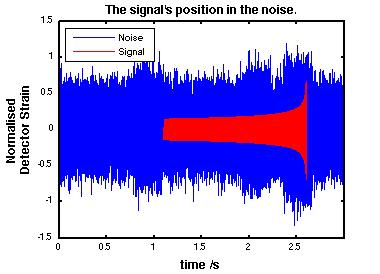 The signal's position in the noise.
1.5
1
0.5
0
-0.5
-1
-1.5
Noise
Signal
Normalised
Detector Strain
0 0.5 1 1.5 2 2.5
time /s